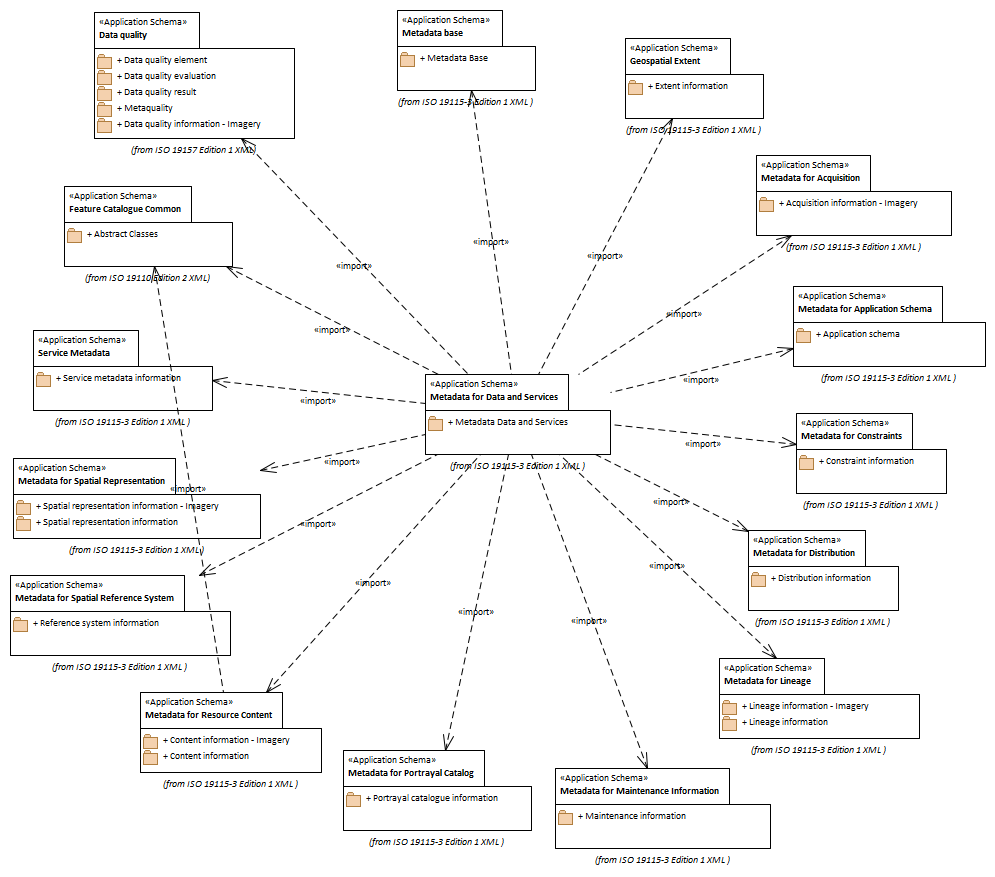 «Application Schema»
Data quality
+ Data quality element
+ Data quality evaluation
+ Data quality result
+ Metaquality
+ Data quality information - Imagery
(from ISO 19157 Edition 1 XML)
«Application Schema»
Metadata base
+ Metadata Base
(from ISO 19115-3 Edition 1 XML )
«Application Schema»
Geospatial Extent
+ Extent information
(from ISO 19115-3 Edition 1 XML )
«Application Schema»
Metadata for Acquisition
+ Acquisition information - Imagery
(from ISO 19115-3 Edition 1 XML )
«Application Schema»
Feature Catalogue Common
+ Abstract Classes
(from ISO 19110 Edition 2 XML)
«import»
«import»
«import»
«import»
«import»
«Application Schema»
Metadata for Application Schema
+ Application schema
(from ISO 19115-3 Edition 1 XML )
«Application Schema»
Service Metadata
+ Service metadata information
(from ISO 19115-3 Edition 1 XML )
«import»
«import»
«Application Schema»
Metadata for Data and Services
+ Metadata Data and Services
(from ISO 19115-3 Edition 1 XML )
«import»
«Application Schema»
Metadata for Constraints
+ Constraint information
(from ISO 19115-3 Edition 1 XML )
«import»
«Application Schema»
Metadata for Spatial Representation
+ Spatial representation information - Imagery
+ Spatial representation information
(from ISO 19115-3 Edition 1 XML )
«import»
«import»
«import»
«Application Schema»
Metadata for Distribution
+ Distribution information
(from ISO 19115-3 Edition 1 XML )
«Application Schema»
Metadata for Spatial Reference System
+ Reference system information
(from ISO 19115-3 Edition 1 XML )
«import»
«import»
«import»
«import»
«Application Schema»
Metadata for Lineage
+ Lineage information - Imagery
+ Lineage information
(from ISO 19115-3 Edition 1 XML )
«Application Schema»
Metadata for Resource Content
+ Content information - Imagery
+ Content information
(from ISO 19115-3 Edition 1 XML )
«Application Schema»
Metadata for Portrayal Catalog
+ Portrayal catalogue information
(from ISO 19115-3 Edition 1 XML )
«Application Schema»
Metadata for Maintenance Information
+ Maintenance information
(from ISO 19115-3 Edition 1 XML )